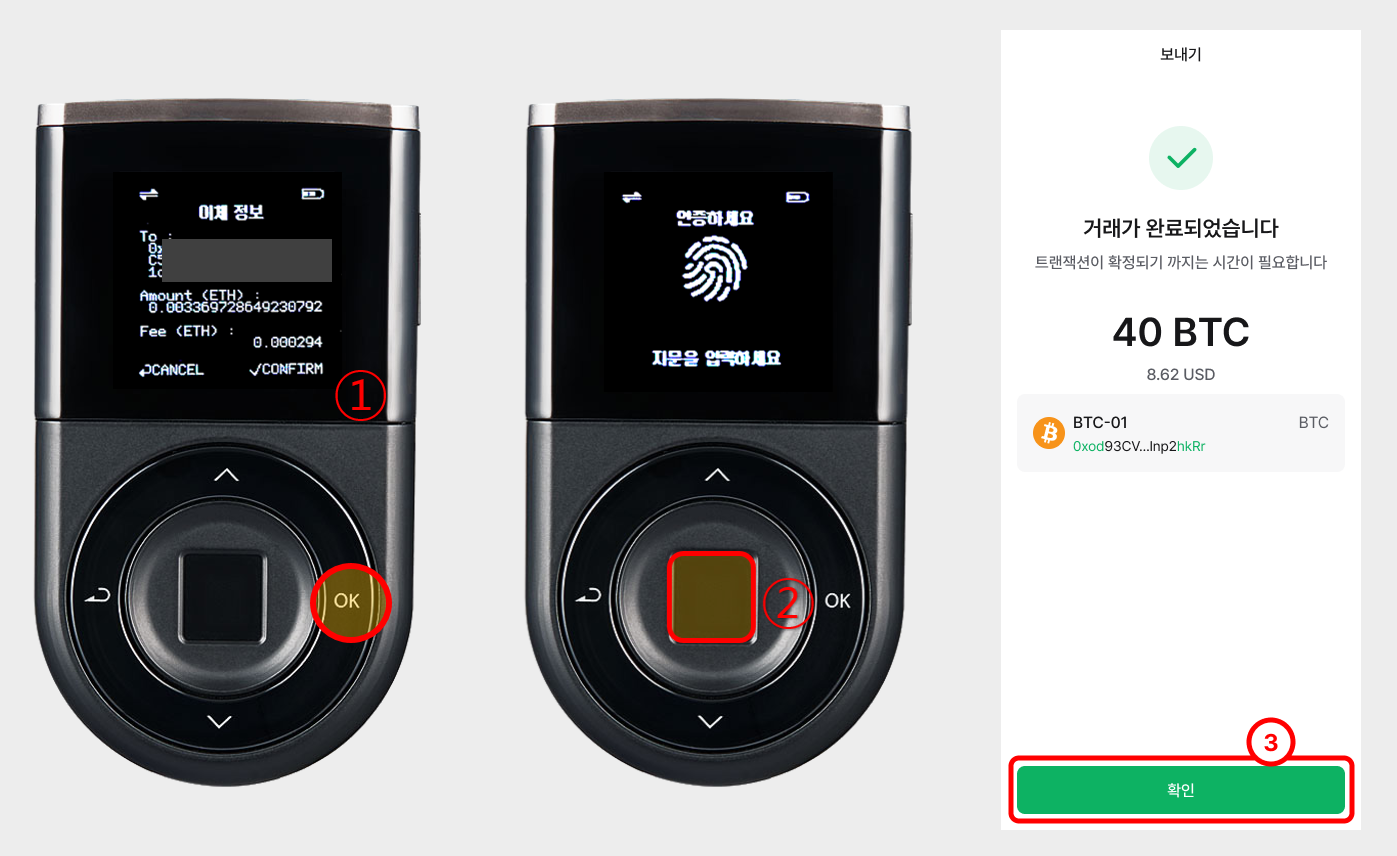 이체 정보
To :
0x
C5
1c
Amount (ETH) :
0.003369728649230792
Fee (ETH) :
0.000294
CANCEL
CONFIRM
①
OK
인증하세요
지문을 입력하세요
②
OK
보내기
거래가 완료되었습니다
트랜잭션이 확정되기 까지는 시간이 필요합니다
40 BTC
8.62 USD
BTC-01
BTC
0xod93CV...lnp2hkRr
3
확인